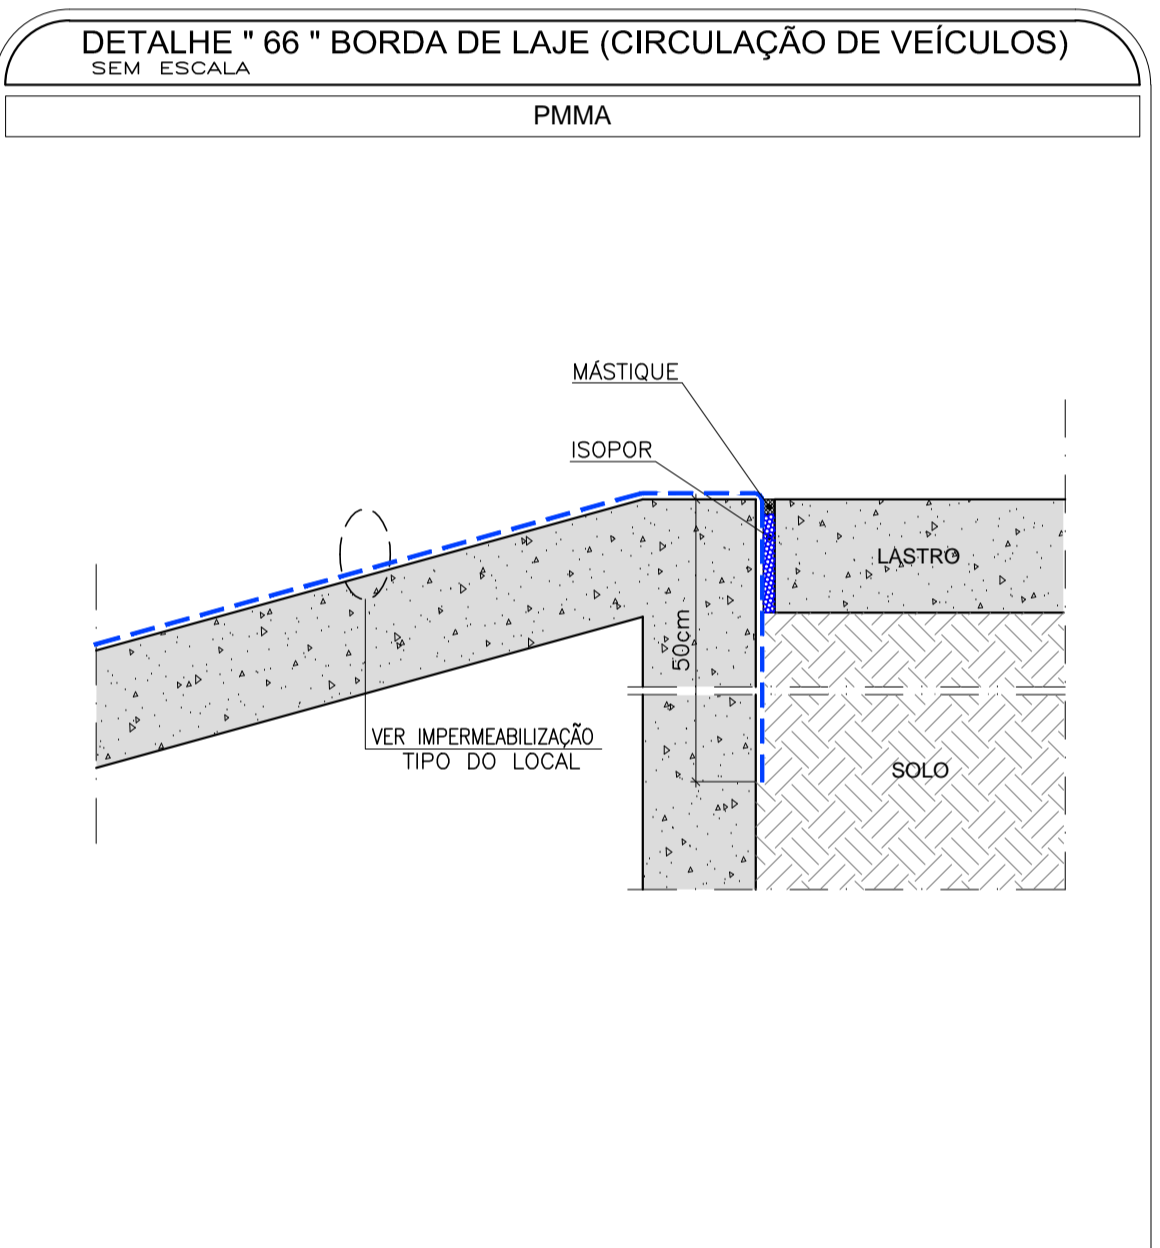 DETALHE " 66 " BORDA DE LAJE (CIRCULAÇÃO DE VEÍCULOS)
SEM ESCALA
PMMA
MÁSTIQUE
ISOPOR
LASTRO
50cm
VER IMPERMEABILIZAÇÃO
TIPO DO LOCAL
SOLO